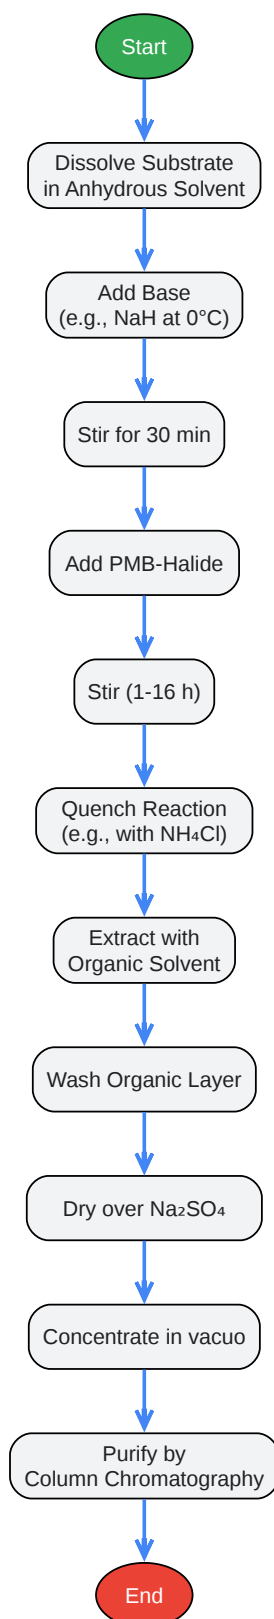 Start
Dissolve Substrate
in Anhydrous Solvent
Add Base
(e.g., NaH at 0°C)
Stir for 30 min
Add PMB-Halide
Stir (1-16 h)
Quench Reaction
(e.g., with NH₄Cl)
Extract with
Organic Solvent
Wash Organic Layer
Dry over Na₂SO₄
Concentrate in vacuo
Purify by
Column Chromatography
End